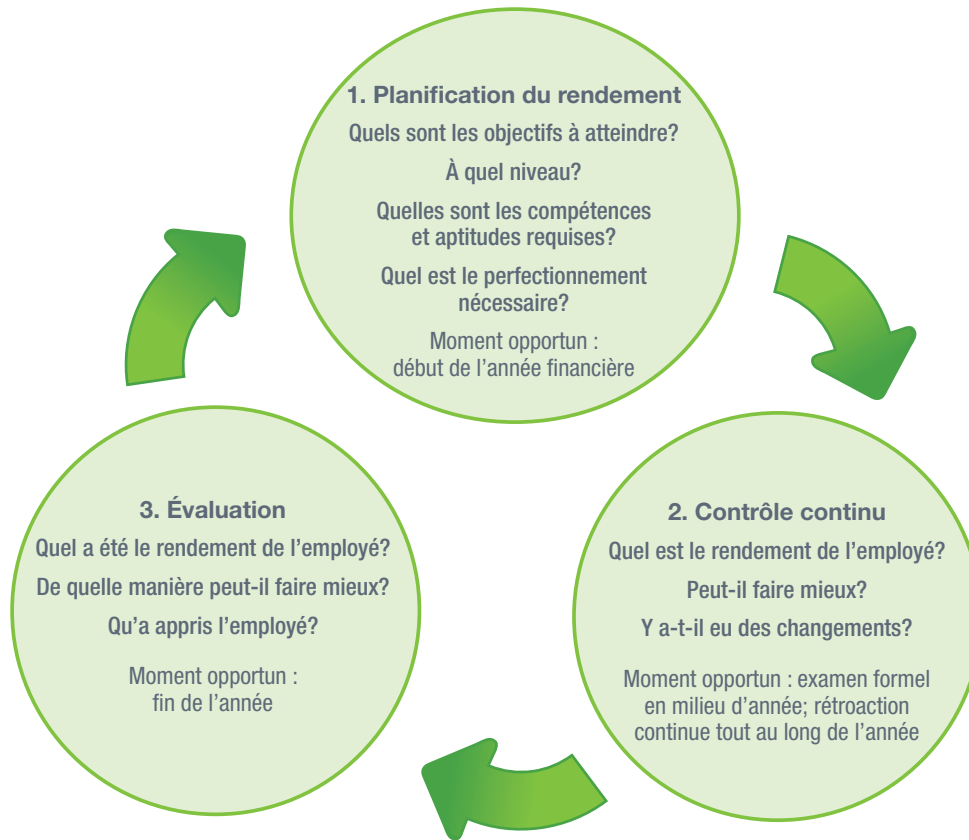 1. Planification du rendement
Quels sont les objectifs à atteindre?
À quel niveau?
Quelles sont les compétences
et aptitudes requises?
Quel est le perfectionnement
nécessaire?
Moment opportun :
début de l’année financière
2. Contrôle continu
Quel est le rendement de l’employé?
Peut-il faire mieux?
Y a-t-il eu des changements?
Moment opportun : examen formel
en milieu d’année; rétroaction
continue tout au long de l’année
3. Évaluation
Quel a été le rendement de l’employé?
De quelle manière peut-il faire mieux?
Qu’a appris l’employé?
Moment opportun :
fin de l’année